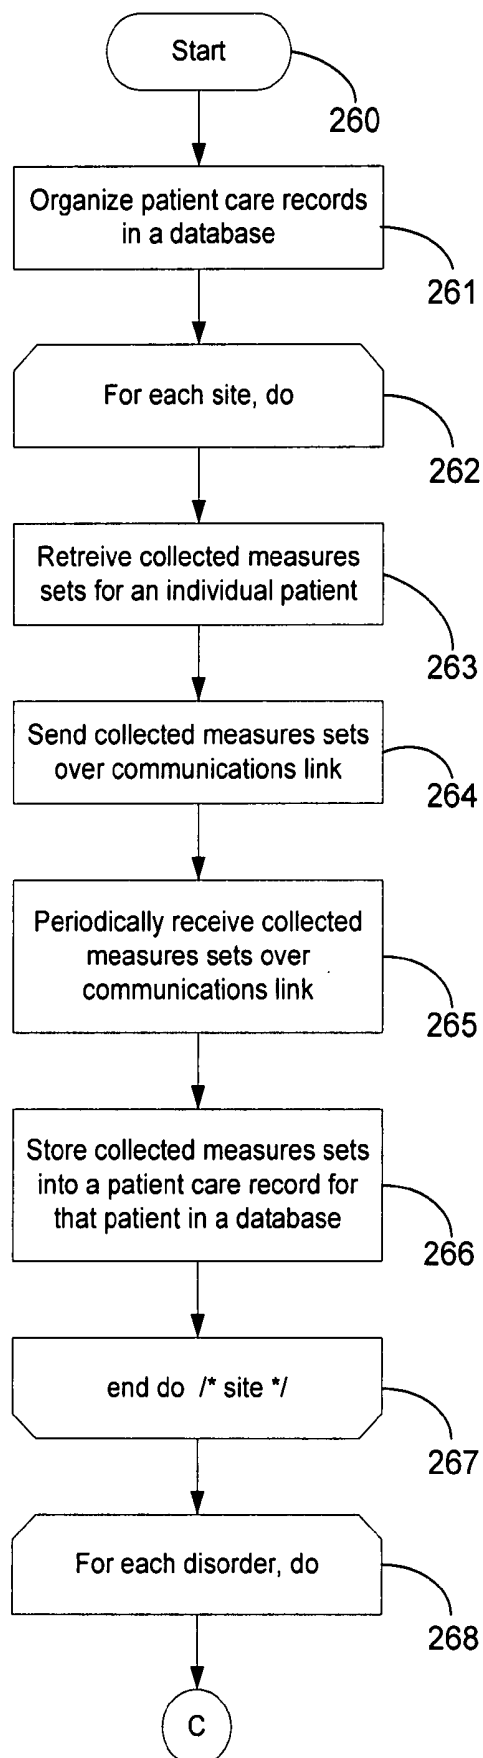 Start
260
Organize patient care records
in a database
261
For each site, do
262
Retreive collected measures
sets for an individual patient
263
Send collected measures sets
over communications link
264
Periodically receive collected
measures sets over
communications link
265
Store collected measures sets
into a patient care record for
that patient in a database
266
end do /* site */
267
For each disorder, do
268
C